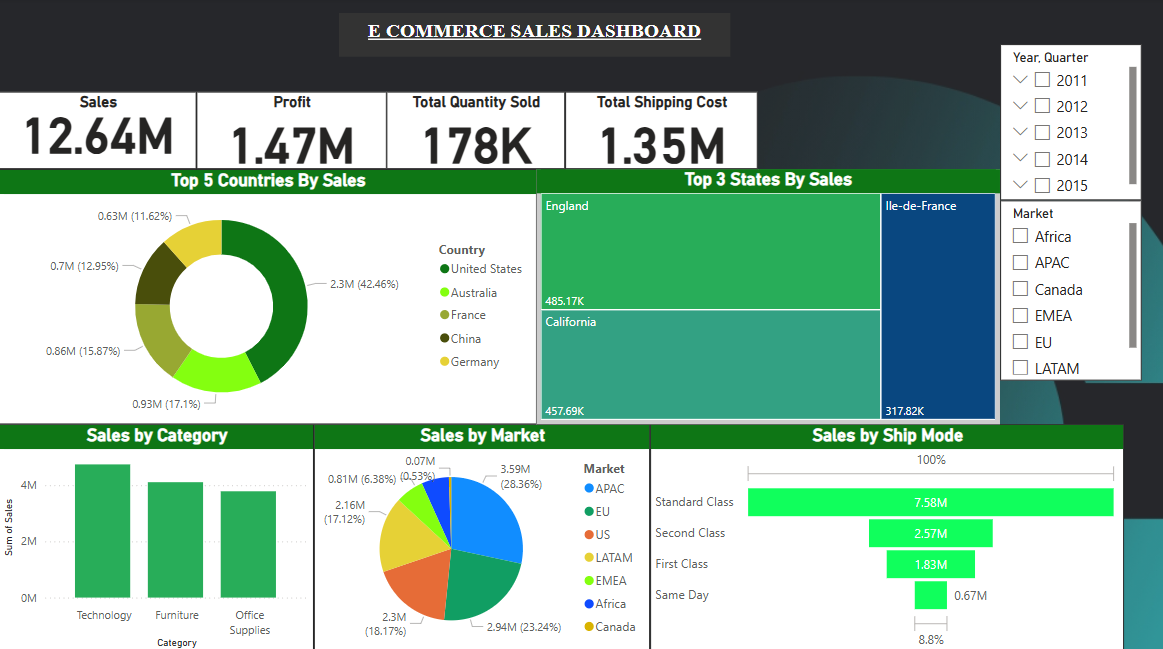 E COMMERCE SALES DASHBOARD
Year, Quarter
2011
2012
2013
2014
2015
Market
Africa
APAC
Canada
EMEA
EU
LATAM
Sales
12.64M
Profit
1.47M
Total Quantity Sold
178K
Total Shipping Cost
1.35M
Top 5 Countries By Sales
0.63M (11.62%)
0.7M (12.95%)
2.3M (42.46%)
0.86M (15.87%)
0.93M (17.1%)
Country
United States
Australia
France
China
Germany
Top 3 States By Sales
England
485.17K
California
457.69K
Ile-de-France
317.82K
Sales by Category
Sum of Sales
4M
2M
0M
Technology
Furniture
Office
Supplies
Category
Sales by Market
0.07M
(0.53%)
0.81M (6.38%)
3.59M
(28.36%)
2.16M
(17.12%)
2.3M
(18.17%)
2.94M (23.24%)
Market
APAC
EU
US
LATAM
EMEA
Africa
Canada
Sales by Ship Mode
100%
Standard Class
7.58M
Second Class
2.57M
First Class
1.83M
Same Day
0.67M
8.8%